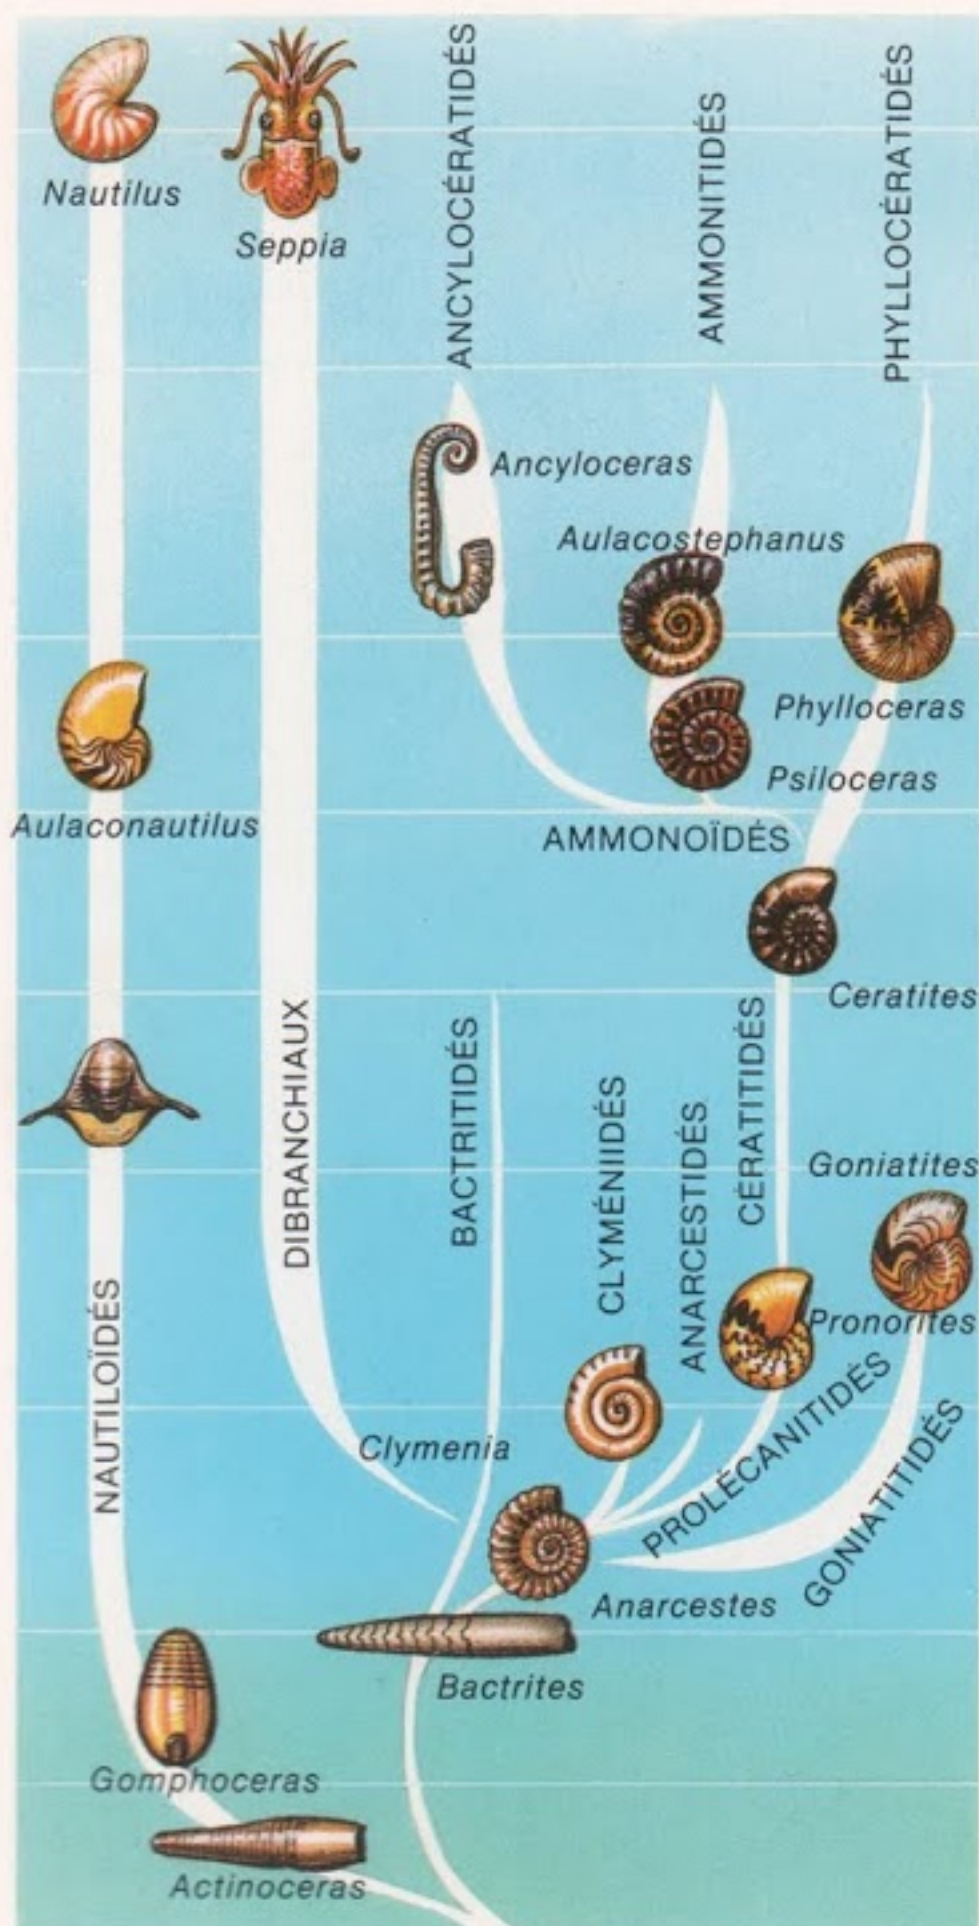 Nautilus
Seppia
ANCYLOCÉRATIDÉS
AMMONITIDÉS
PHYLLOCÉRATIDÉS
Ancyloceras
Aulacostephanus
Phylloceras
Psiloceras
Aulaconautilus
AMMONOÏDÉS
Ceratites
DIBRANCHIAUX
BACTRITIDÉS
CLYMÉNIIDÉS
ANARCESTIDÉS
CÉRATITIDÉS
Goniatites
Pronorites
NAUTILOÏDÉS
Clymenia
PROLÉCANITIDÉS
GONIATITIDÉS
Anarcestes
Bactrites
Gomphoceras
Actinoceras